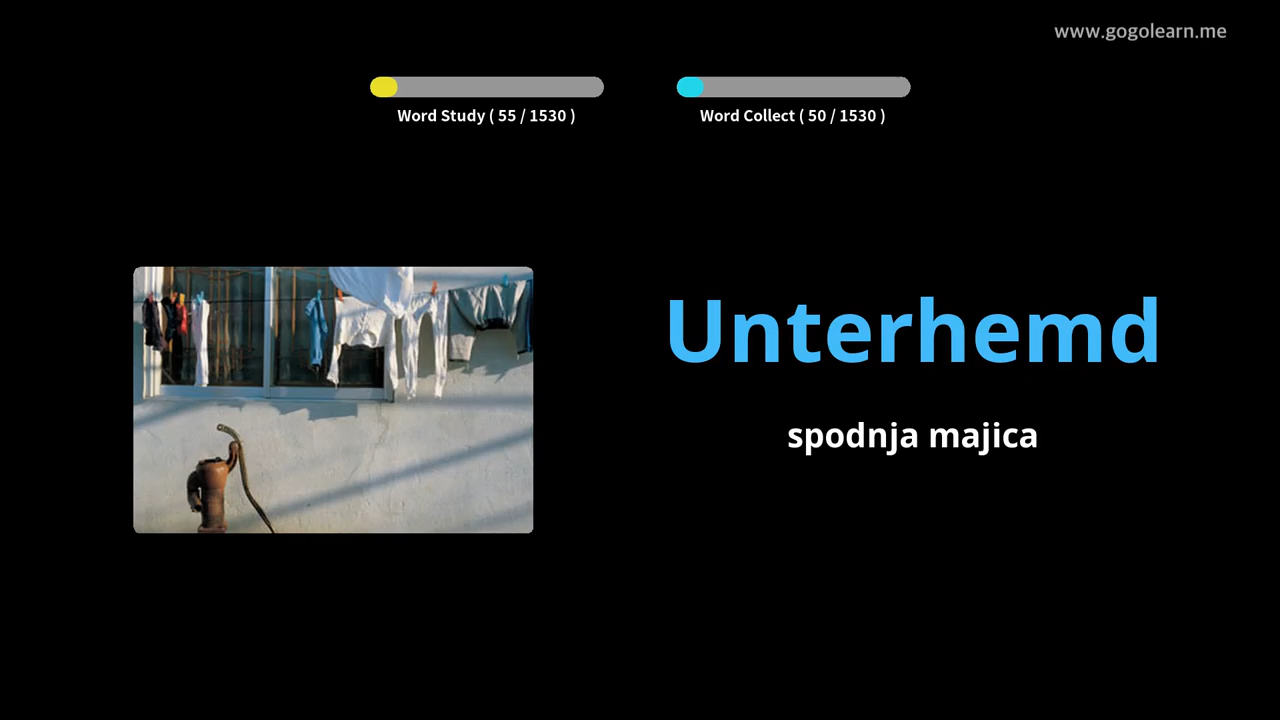 www.gogolearn.me
Word Study ( 55 / 1530 )
Word Collect ( 50 / 1530 )
Unterhemd
spodnja majica